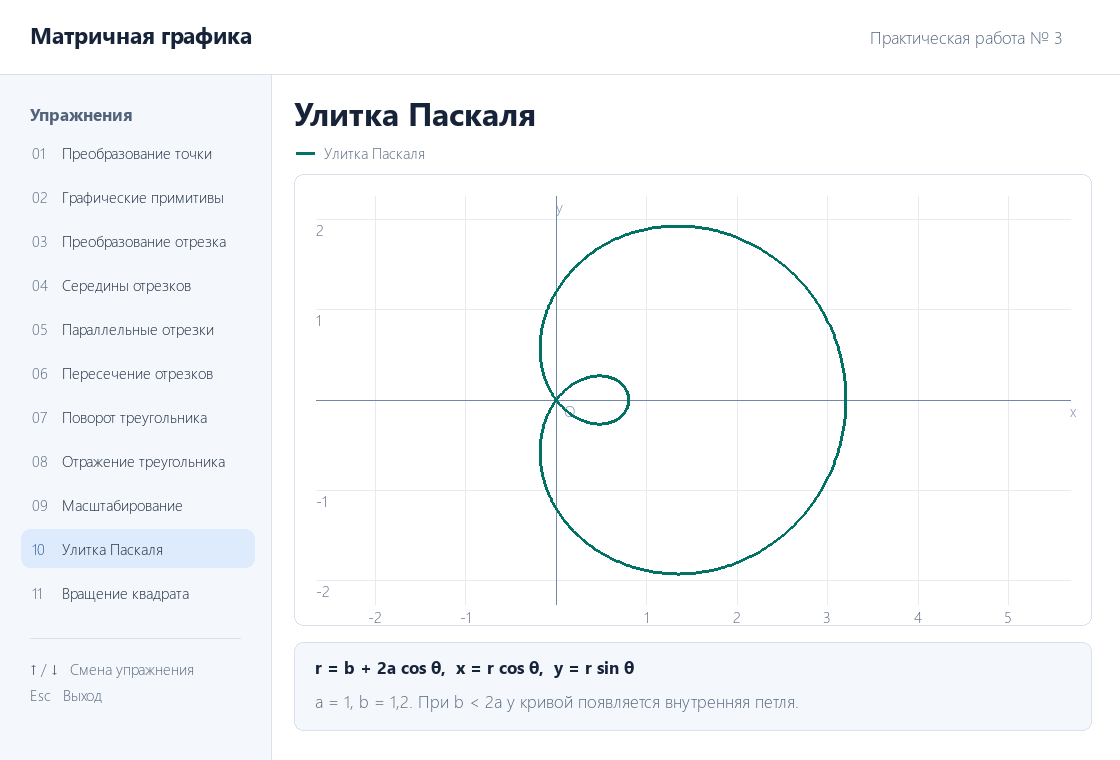 Матричная графика
Практическая работа № 3
Упражнения
01 Преобразование точки
02 Графические примитивы
03 Преобразование отрезка
04 Середины отрезков
05 Параллельные отрезки
06 Пересечение отрезков
07 Поворот треугольника
08 Отражение треугольника
09 Масштабирование
10 Улитка Паскаля
11 Вращение квадрата
↑ / ↓ Смена упражнения
Esc Выход
Улитка Паскаля
Улитка Паскаля
y
2
1
O
x
-1
-2
-2 -1 1 2 3 4 5
r = b + 2a cos θ, x = r cos θ, y = r sin θ
a = 1, b = 1,2. При b < 2a у кривой появляется внутренняя петля.